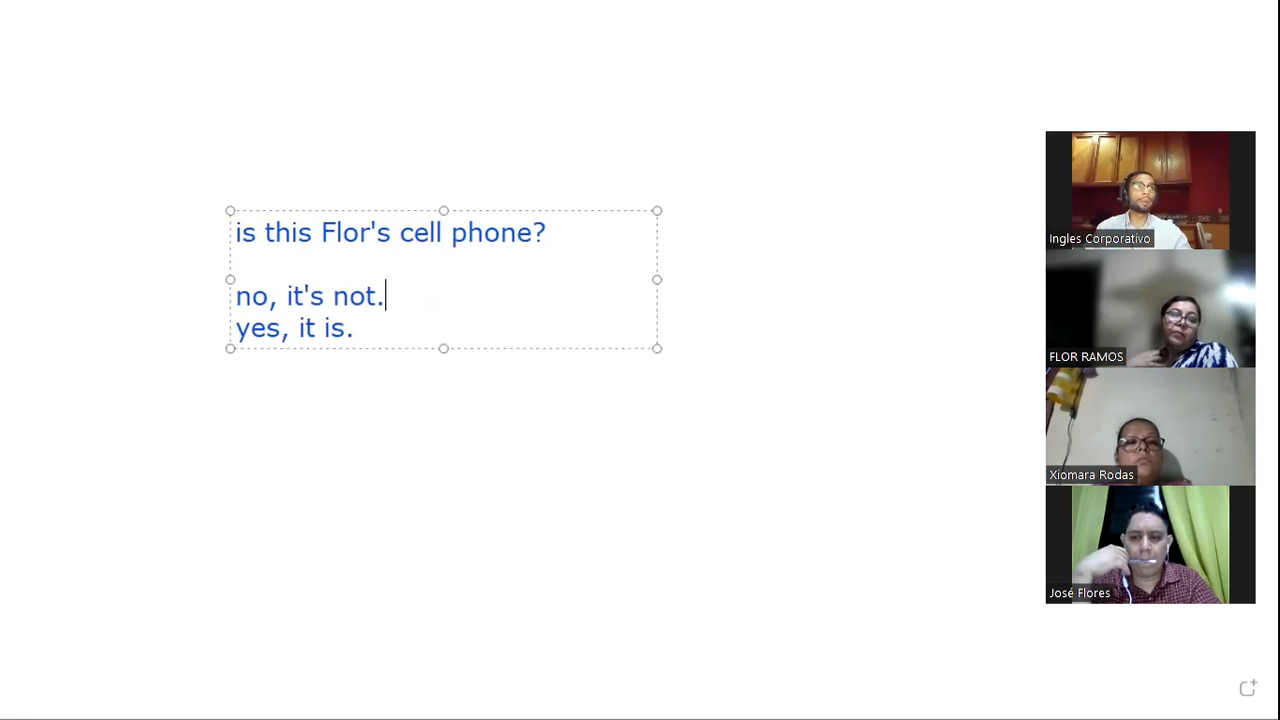 is this Flor's cell phone?
no, it's not.
yes, it is.
Ingles Corporativo
FLOR RAMOS
Xiomara Rodas
José Flores